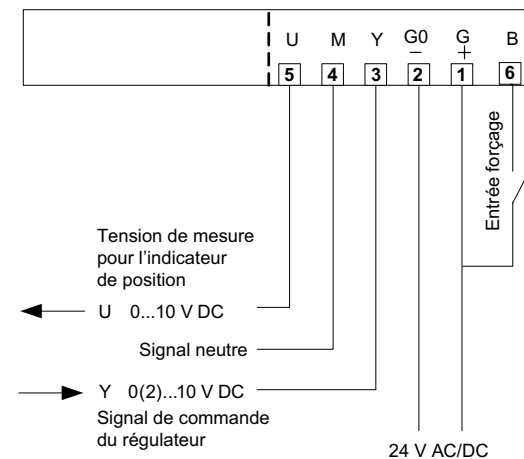 U M Y G0 G B
− +
5 4 3 2 1 6
Entrée forçage
Tension de mesure
pour l'indicateur
de position
U 0...10 V DC
Signal neutre
Y 0(2)...10 V DC
Signal de commande
du régulateur
24 V AC/DC